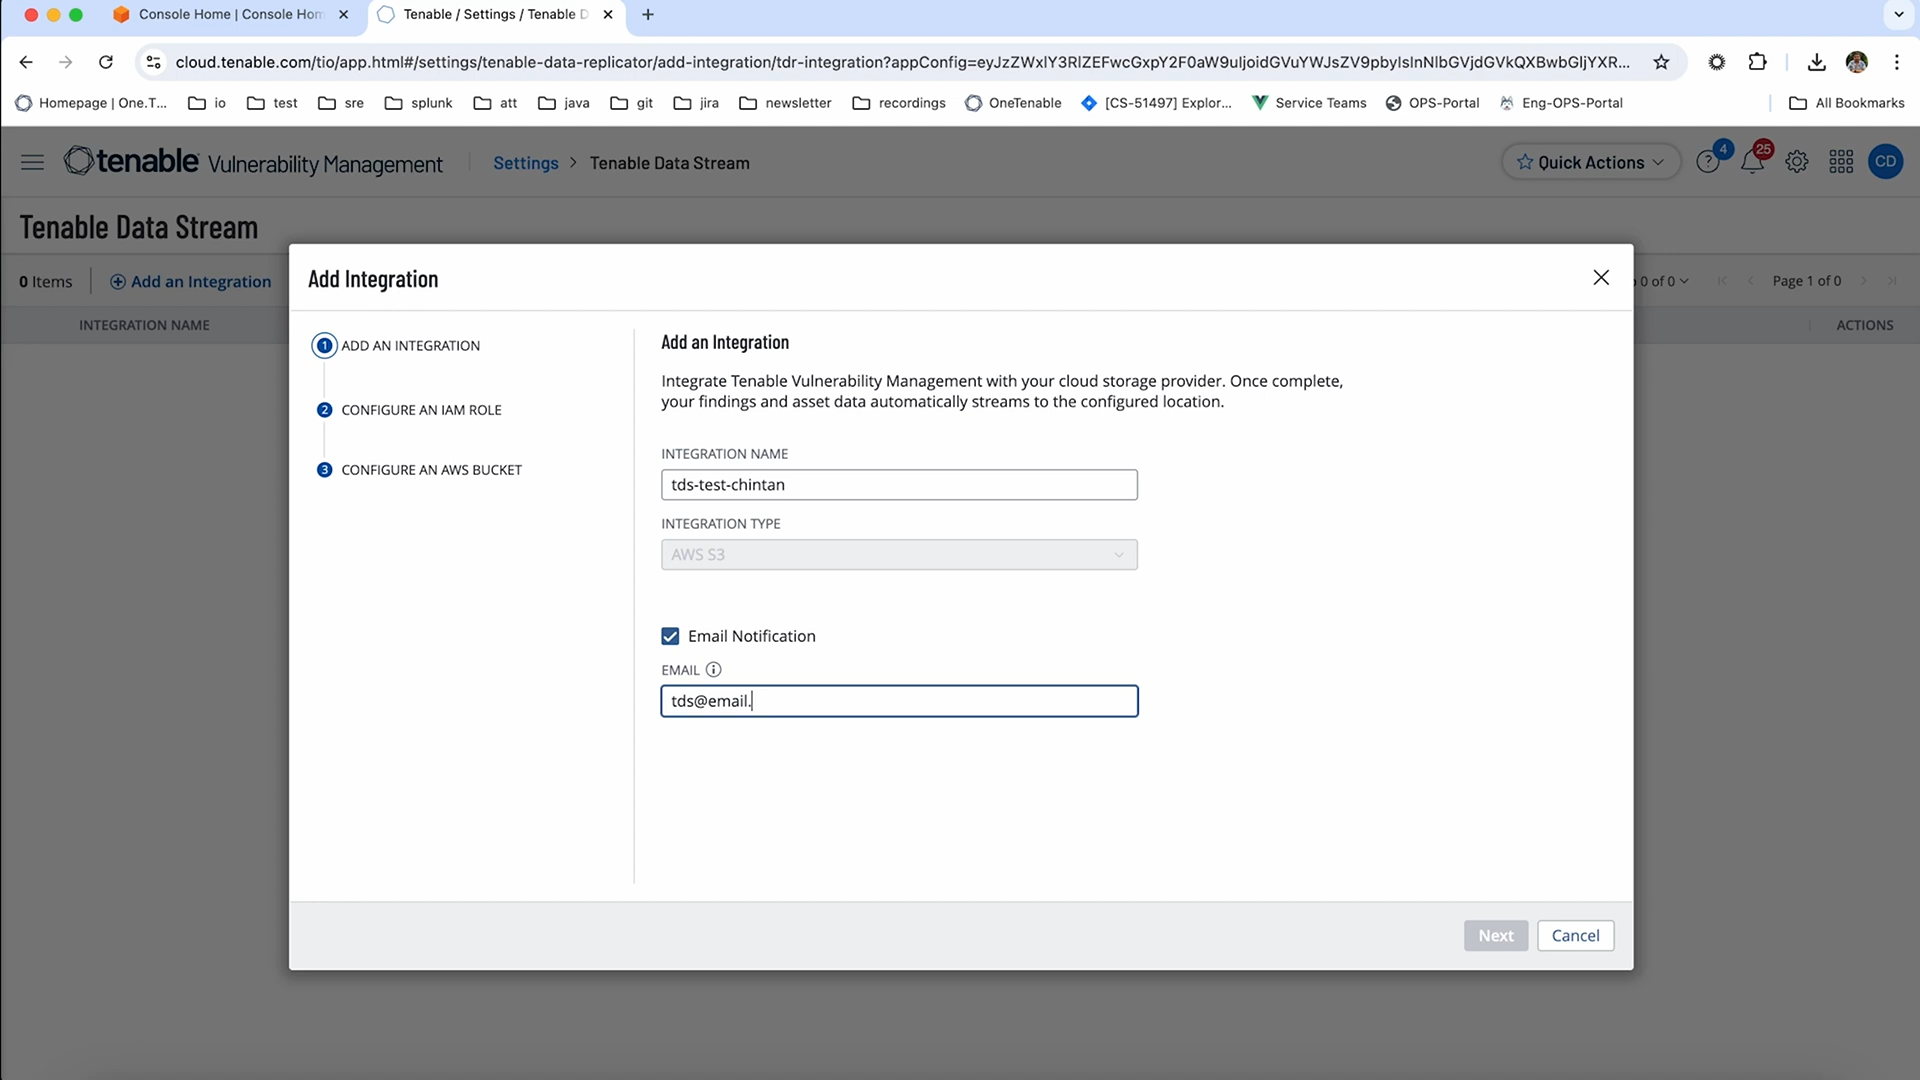 Console Home | Console Hom
Tenable / Settings / Tenable D
cloud.tenable.com/tio/app.html#/settings/tenable-data-replicator/add-integration/tdr-integration?appConfig=
Homepage | One.T...
io
test
sre
splunk
att
java
git
jira
newsletter
recordings
OneTenable
[CS-51497] Explor...
Service Teams
OPS-Portal
Eng-OPS-Portal
All Bookmarks
tenable Vulnerability Management
Settings > Tenable Data Stream
Quick Actions
4
25
CD
Tenable Data Stream
0 Items
Add an Integration
0 of 0
Page 1 of 0
INTEGRATION NAME
ACTIONS
Add Integration
1 ADD AN INTEGRATION
2 CONFIGURE AN IAM ROLE
3 CONFIGURE AN AWS BUCKET
Add an Integration
Integrate Tenable Vulnerability Management with your cloud storage provider. Once complete,
your findings and asset data automatically streams to the configured location.
INTEGRATION NAME
tds-test-chintan
INTEGRATION TYPE
AWS S3
Email Notification
EMAIL
tds@email.
Next
Cancel